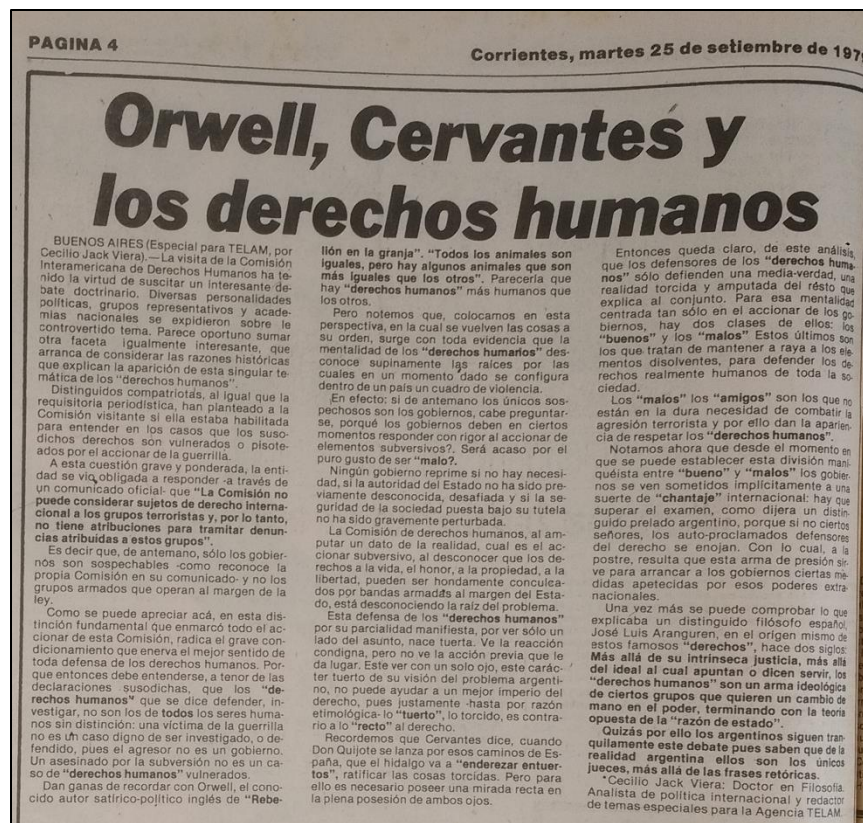 PAGINA 4
Corrientes, martes 25 de setiembre de 197
Orwell, Cervantes y
los derechos humanos
BUENOS AIRES (Especial para TELAM, por
Cecilio Jack Viera).—La visita de la Comisión
Interamericana de Derechos Humanos ha te-
nido la virtud de suscitar un interesante de-
bate doctrinario. Diversas personalidades
políticas, grupos representativos y acade-
mias nacionales se expidieron sobre le
controvertido tema. Parece oportuno sumar
otra faceta igualmente interesante, que
arranca de considerar las razones históricas
que explican la aparición de esta singular te-
mática de los "derechos humanos".
Distinguidos compatriotas, al igual que la
requisitoria periodística, han planteado a la
Comisión visitante si ella estaba habilitada
para entender en los casos que los suso-
dichos derechos son vulnerados o pisote-
ados por el accionar de la guerrilla.
A esta cuestión grave y ponderada, la enti-
dad se vio obligada a responder -a través de
un comunicado oficial- que "La Comisión no
puede considerar sujetos de derecho interna-
cional a los grupos terroristas y, por lo tanto,
no tiene atribuciones para tramitar denun-
cias atribuidas a estos grupos".
Es decir que, de antemano, sólo los gobier-
nos son sospechables -como reconoce la
propia Comisión en su comunicado- y no los
grupos armados que operan al margen de la
ley.
Como se puede apreciar acá, en esta dis-
tinción fundamental que enmarcó todo el ac-
cionar de esta Comisión, radica el grave con-
dicionamiento que enerva el mejor sentido de
toda defensa de los derechos humanos. Por-
que entonces debe entenderse, a tenor de las
declaraciones susodichas, que los "de-
rechos humanos" que se dice defender, in-
vestigar, no son los de todos los seres huma-
nos sin distinción: una víctima de la guerrilla
no es un caso digno de ser investigado, o de-
fendido, pues el agresor no es un gobierno.
Un asesinado por la subversión no es un ca-
so de "derechos humanos" vulnerados.
Dan ganas de recordar con Orwell, el cono-
cido autor satírico-político inglés de "Rebe-
lión en la granja". "Todos los animales son
iguales, pero hay algunos animales que son
más iguales que los otros". Parecería que
hay "derechos humanos" más humanos que
los otros.
Pero notemos que, colocamos en esta
perspectiva, en la cual se vuelven las cosas a
su orden, surge con toda evidencia que la
mentalidad de los "derechos humanos" des-
conoce supinamente las raíces por las
cuales en un momento dado se configura
dentro de un país un cuadro de violencia.
En efecto: si de antemano los únicos sos-
pechosos son los gobiernos, cabe preguntar-
se, porqué los gobiernos deben en ciertos
momentos responder con rigor al accionar de
elementos subversivos?. Será acaso por el
puro gusto de ser "malo?.
Ningún gobierno reprime si no hay necesi-
dad, si la autoridad del Estado no ha sido pre-
viamente desconocida, desafiada y si la se-
guridad de la sociedad puesta bajo su tutela
no ha sido gravemente perturbada.
La Comisión de derechos humanos, al am-
putar un dato de la realidad, cual es el ac-
cionar subversivo, al desconocer que los de-
rechos a la vida, el honor, a la propiedad, a la
libertad, pueden ser hondamente conculca-
dos por bandas armadas al margen del Esta-
do, está desconociendo la raíz del problema.
Esta defensa de los "derechos humanos"
por su parcialidad manifiesta, por ver sólo un
lado del asunto, nace tuerta. Ve la reacción
condigna, pero no ve la acción previa que le
da lugar. Este ver con un solo ojo, este carác-
ter tuerto de su visión del problema argenti-
no, no puede ayudar a un mejor imperio del
derecho, pues justamente -hasta por razón
etimológica- lo "tuerto", lo torcido, es contra-
rio a lo "recto" al derecho.
Recordemos que Cervantes dice, cuando
Don Quijote se lanza por esos caminos de Es-
paña, que el hidalgo va a "enderezar entuer-
tos", ratificar las cosas torcidas. Pero para
ello es necesario poseer una mirada recta en
la plena posesión de ambos ojos.
Entonces queda claro, de este análisis,
que los defensores de los "derechos huma-
nos" sólo defienden una media-verdad, una
realidad torcida y amputada del résto que
explica al conjunto. Para esa mentalidad
centrada tan sólo en el accionar de los go-
biernos, hay dos clases de ellos: los
"buenos" y los "malos" Estos últimos son
los que tratan de mantener a raya a los ele-
mentos disolventes, para defender los de-
rechos realmente humanos de toda la so-
ciedad.
Los "malos" los "amigos" son los que no
están en la dura necesidad de combatir la
agresión terrorista y por ello dan la aparien-
cia de respetar los "derechos humanos".
Notamos ahora que desde el momento en
que se puede establecer esta división mani-
quéista entre "bueno" y "malos" los gobier-
nos se ven sometidos implícitamente a una
suerte de "chantaje" internacional: hay que
superar el examen, como dijera un distin-
guido prelado argentino, porque si no ciertos
señores, los auto-proclamados defensores
del derecho se enojan. Con lo cual, a la
postre, resulta que esta arma de presión sir-
ve para arrancar a los gobiernos ciertas me-
didas apetecidas por esos poderes extra-
nacionales.
Una vez más se puede comprobar lo que
explicaba un distinguido filósofo español,
José Luis Aranguren, en el origen mismo de
estos famosos "derechos", hace dos siglos:
Más allá de su intrínseca justicia, más allá
del ideal al cual apuntan o dicen servir, los
"derechos humanos" son un arma ideológica
de ciertos grupos que quieren un cambio de
mano en el poder, terminando con la teoría
opuesta de la "razón de estado".
Quizás por ello los argentinos siguen tran-
quilamente este debate pues saben que de la
realidad argentina ellos son los únicos
jueces, más allá de las frases retóricas.
*Cecilio Jack Viera: Doctor en Filosofía.
Analista de política internacional y redactor
de temas especiales para la Agencia TELAM.